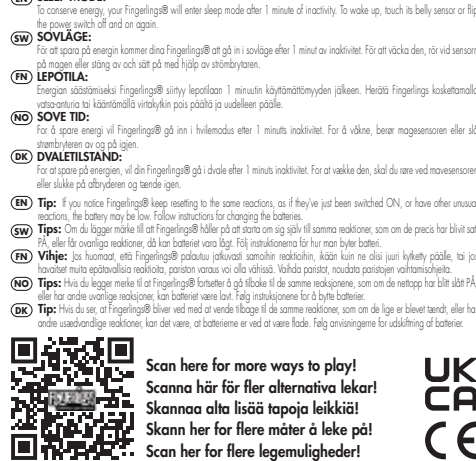 EN SLEEP MODE:
To conserve energy, your Fingerlings® will enter sleep mode after 1 minute of inactivity. To wake up, touch its belly sensor or flip
the power switch off and on again.
SW SOVLÄGE:
För att spara på energin kommer dina Fingerlings® att gå in i sovläge efter 1 minut av inaktivitet. För att väcka den, rör vid sensorn
på magen eller stäng av och sätt på med hjälp av strömbrytaren.
FN LEPOTILA:
Energian säästämiseksi Fingerlings® siirtyy lepotilaan 1 minuutin käyttämättömyyden jälkeen. Herätä Fingerlings koskettamalla
vatsa-anturia tai kääntämällä virtakytkin pois päältä ja uudelleen päälle.
NO SOVE TID:
For å spare energi vil Fingerlings® gå inn i hvilemodus etter 1 minutts inaktivitet. For å våkne, berør magesensoren eller slå
strømbryteren av og på igjen.
DK DVALETILSTAND:
For at spare på energien, vil din Fingerlings® gå i dvale efter 1 minuts inaktivitet. For at vække den, skal du røre ved mavesensoren
eller slukke på afbryderen og tænde igen.
EN Tip: If you notice Fingerlings® keep resetting to the same reactions, as if they've just been switched ON, or have other unusual
reactions, the battery may be low. Follow instructions for changing the batteries.
SW Tips: Om du lägger märke till att Fingerlings® håller på att starta om sig själv till samma reaktioner, som om de precis har blivit satt
PÅ, eller får ovanliga reaktioner, då kan batteriet vara lågt. Följ instruktionerna för hur man byter batteri.
FN Vihje: Jos huomaat, että Fingerlings® palautuu jatkuvasti samoihin reaktioihin, ikään kuin ne olisi juuri kytketty päälle, tai jos
havaitset muita epätavallisia reaktioita, pariston varaus voi olla vähissä. Vaihda paristot, noudata paristojen vaihtamisohjeita.
NO Tips: Hvis du legger merke til at Fingerlings® fortsetter å gå tilbake til de samme reaksjonene, som om de nettopp har blitt slått PÅ,
eller har andre uvanlige reaksjoner, kan batteriet være lavt. Følg instruksjonene for å bytte batterier.
DK Tip: Hvis du ser, at Fingerlings® bliver ved med at vende tilbage til de samme reaktioner, som om de lige er blevet tændt, eller har
andre usædvanlige reaktioner, kan det være, at batterierne er ved at være flade. Følg anvisningerne for udskiftning af batterier.
Scan here for more ways to play!
Scanna här för fler alternativa lekar!
Skannaa alta lisää tapoja leikkiä!
Skann her for flere måter å leke på!
Scan her for flere legemuligheder!
UK
CA
CE